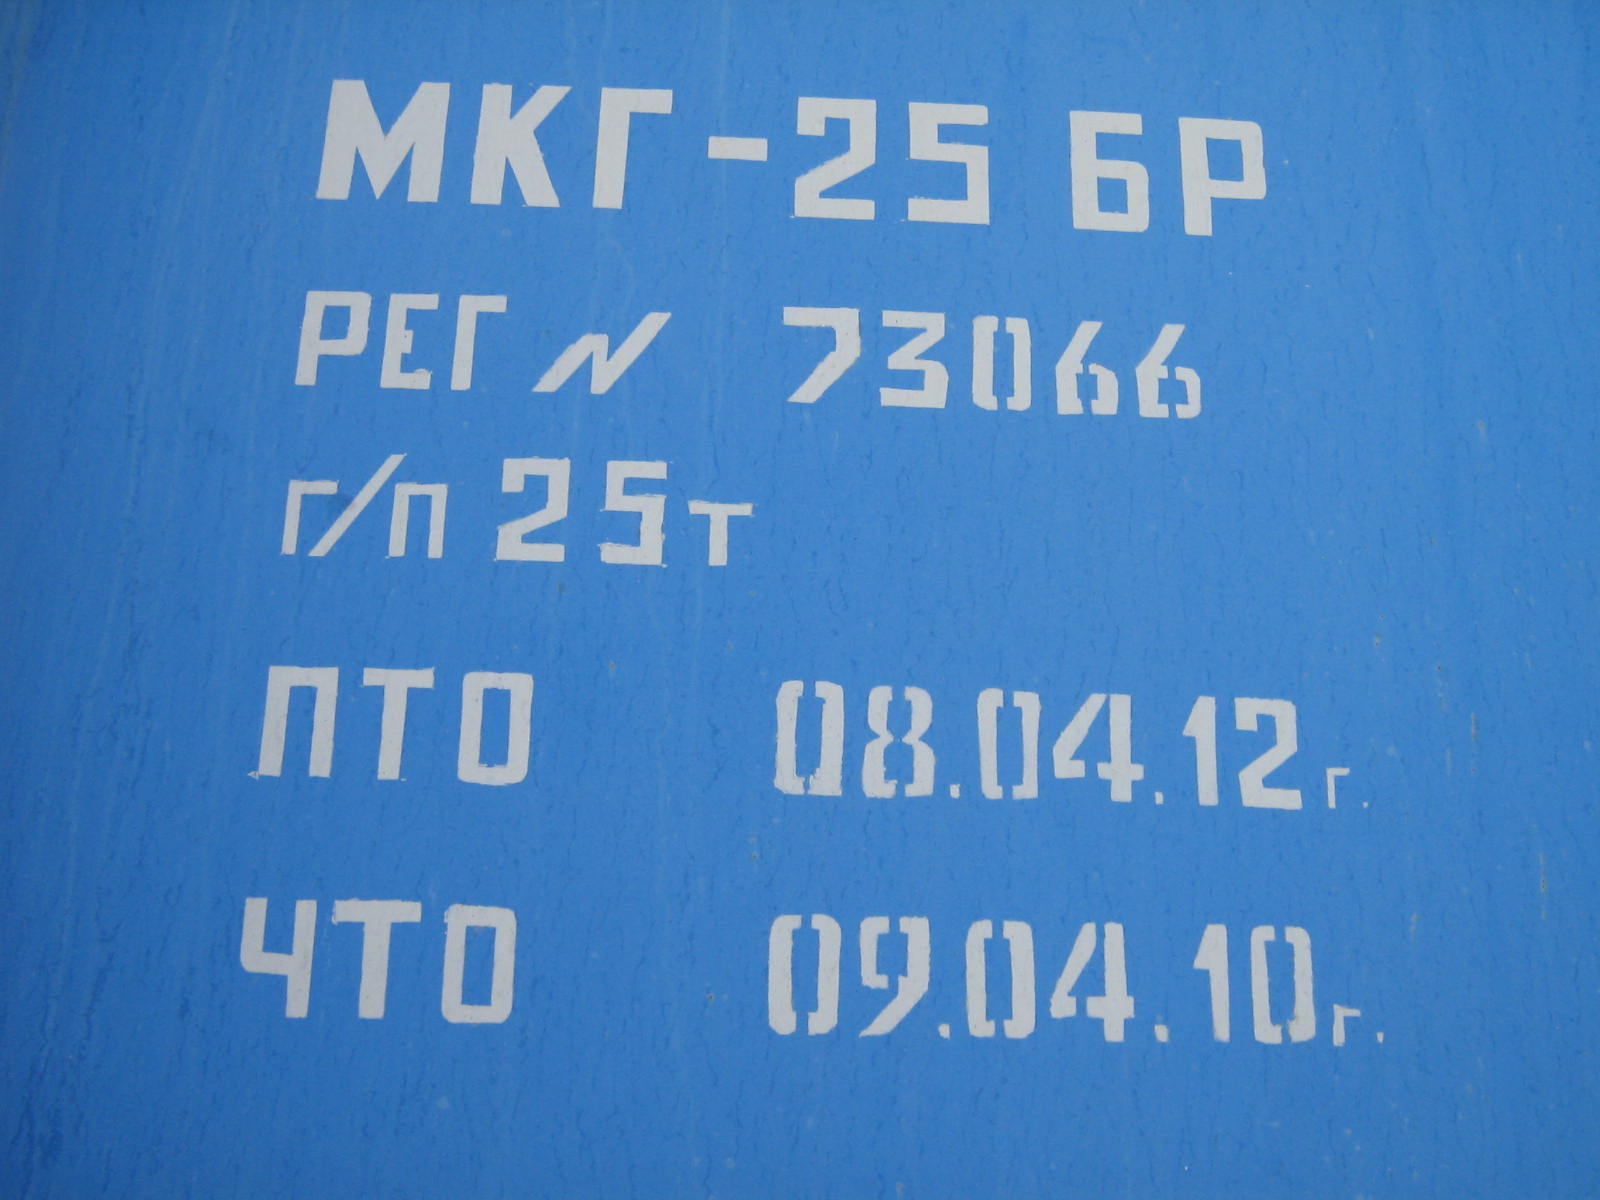 МКГ-25 БР
РЕГ N 73066
г/п 25т
ПТО 08.04.12г.
ЧТО 09.04.10г.